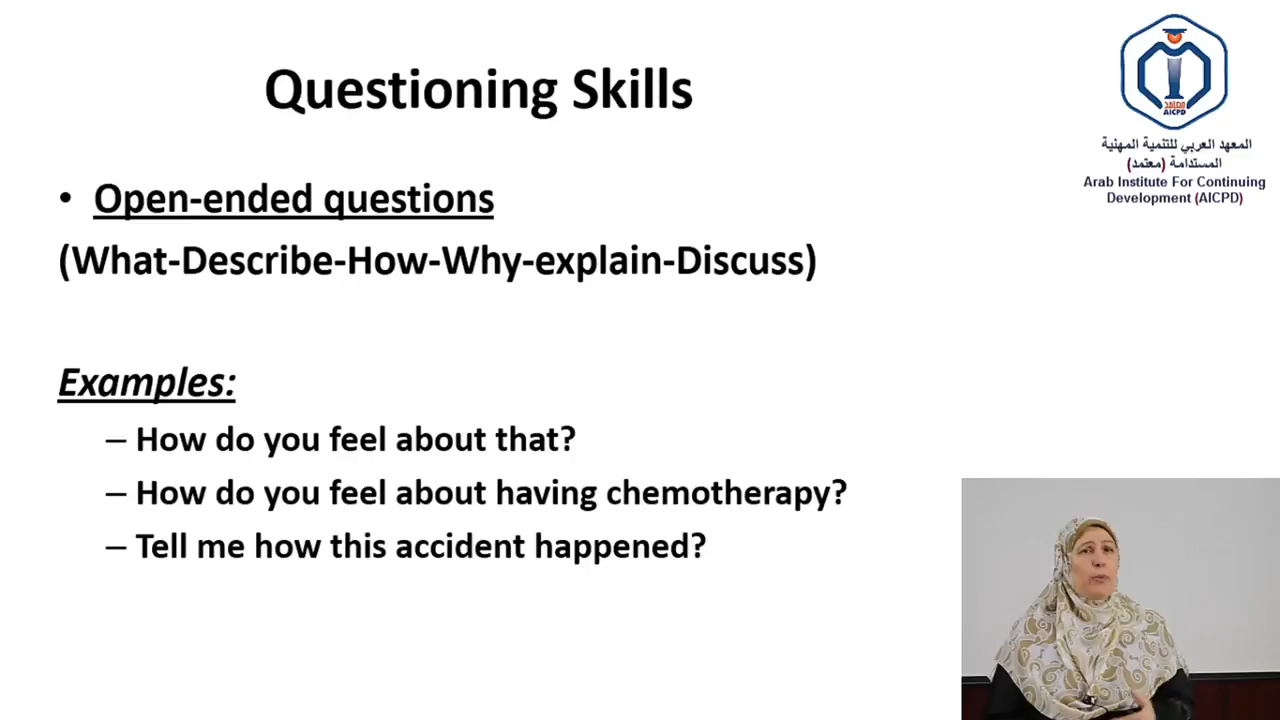 Questioning Skills
• Open-ended questions
(What-Describe-How-Why-explain-Discuss)
Examples:
– How do you feel about that?
– How do you feel about having chemotherapy?
– Tell me how this accident happened?
معتمد
AICPD
المعهد العربي للتنمية المهنية
المستدامة (معتمد)
Arab Institute For Continuing
Development (AICPD)